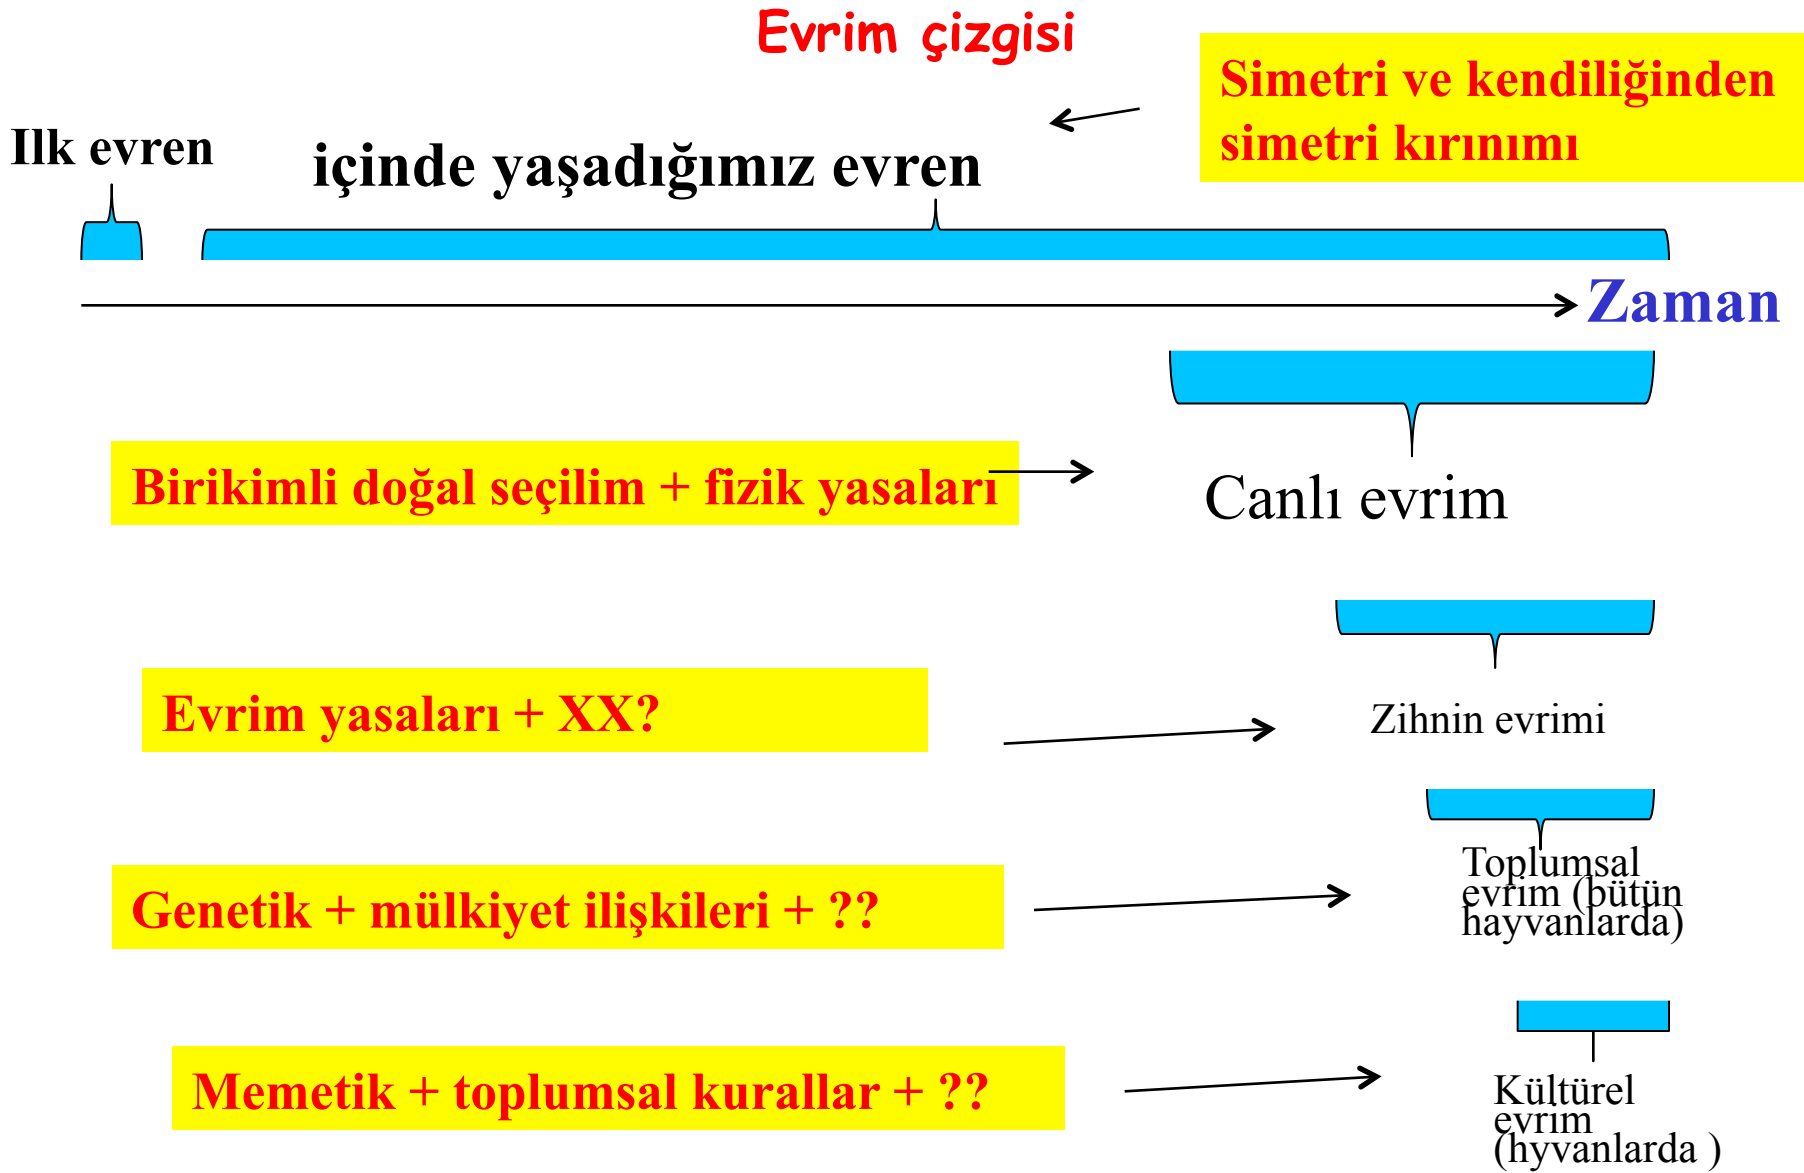 Evrim çizgisi
Simetri ve kendiliğinden
simetri kırınımı
Ilk evren
içinde yaşadığımız evren
Zaman
Birikimli doğal seçilim + fizik yasaları
Canlı evrim
Evrim yasaları + XX?
Zihnin evrimi
Genetik + mülkiyet ilişkileri + ??
Toplumsal
evrim (bütün
hayvanlarda)
Memetik + toplumsal kurallar + ??
Kültürel
evrim
(hyvanlarda )